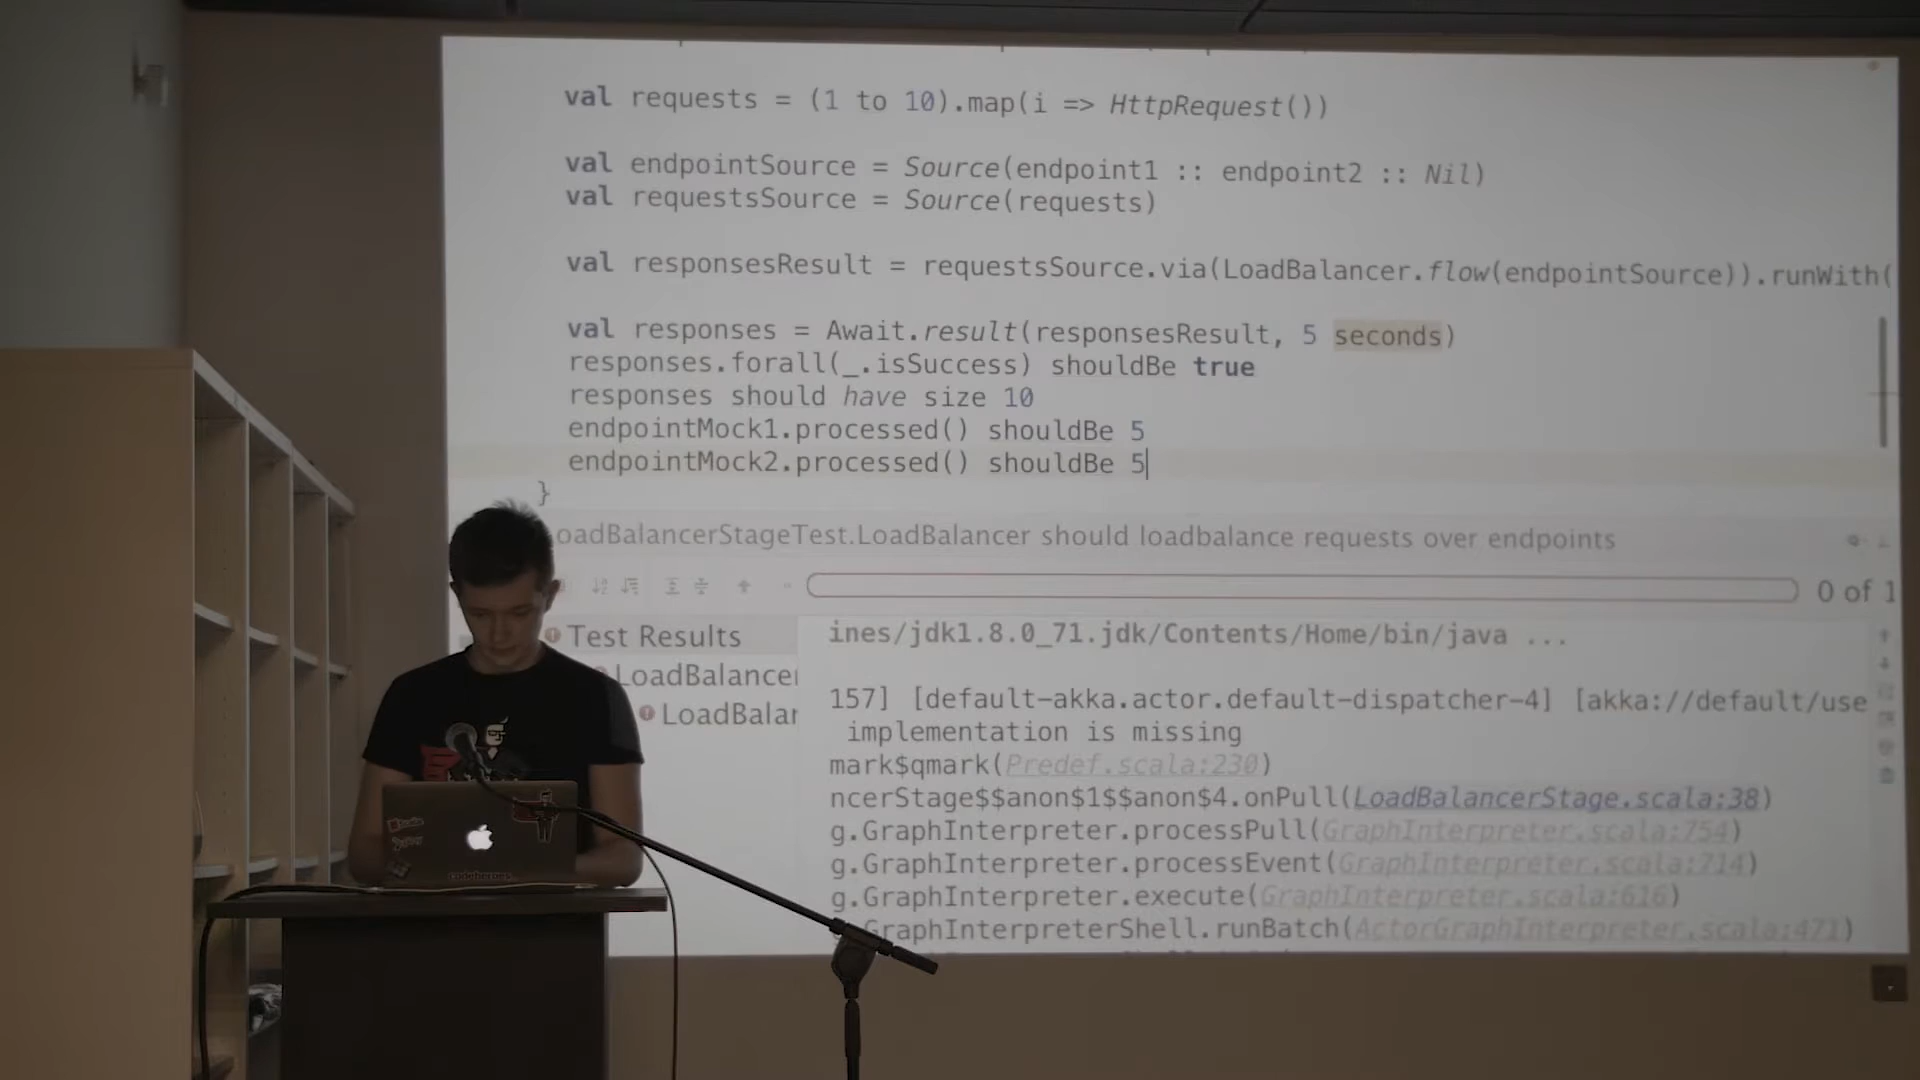 val requests = (1 to 10).map(i => HttpRequest())
val endpointSource = Source(endpoint1 :: endpoint2 :: Nil)
val requestsSource = Source(requests)
val responsesResult = requestsSource.via(LoadBalancer.flow(endpointSource)).runWith(
val responses = Await.result(responsesResult, 5 seconds)
responses.forall(_.isSuccess) shouldBe true
responses should have size 10
endpointMock1.processed() shouldBe 5
endpointMock2.processed() shouldBe 5
}
oadBalancerStageTest.LoadBalancer should loadbalance requests over endpoints
0 of 1
Test Results
LoadBalancer
LoadBalar
ines/jdk1.8.0_71.jdk/Contents/Home/bin/java ...
157] [default-akka.actor.default-dispatcher-4] [akka://default/use
implementation is missing
mark$qmark(Predef.scala:230)
ncerStage$$anon$1$$anon$4.onPull(LoadBalancerStage.scala:38)
g.GraphInterpreter.processPull(GraphInterpreter.scala:754)
g.GraphInterpreter.processEvent(GraphInterpreter.scala:714)
g.GraphInterpreter.execute(GraphInterpreter.scala:616)
g.GraphInterpreterShell.runBatch(ActorGraphInterpreter.scala:471)
codeheroes